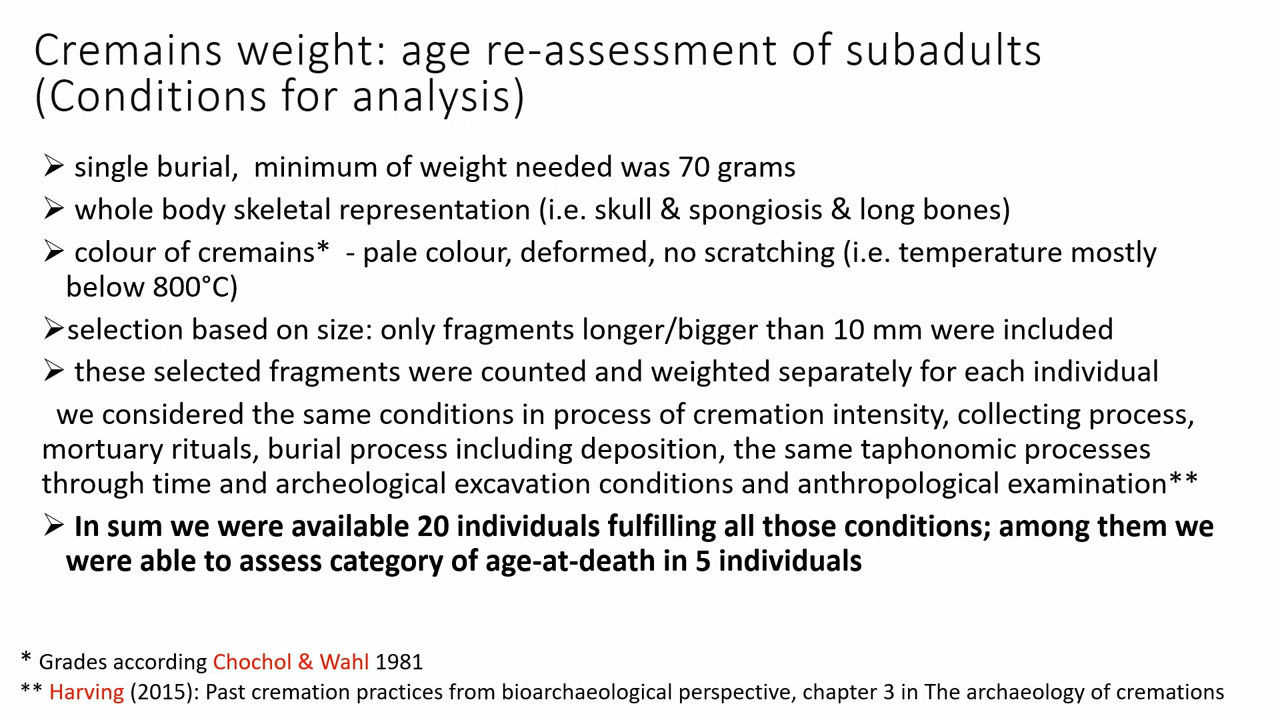 Cremains weight: age re-assessment of subadults
(Conditions for analysis)
➢ single burial,  minimum of weight needed was 70 grams
➢ whole body skeletal representation (i.e. skull & spongiosis & long bones)
➢ colour of cremains*  - pale colour, deformed, no scratching (i.e. temperature mostly
below 800°C)
➢selection based on size: only fragments longer/bigger than 10 mm were included
➢ these selected fragments were counted and weighted separately for each individual
we considered the same conditions in process of cremation intensity, collecting process,
mortuary rituals, burial process including deposition, the same taphonomic processes
through time and archeological excavation conditions and anthropological examination**
➢ In sum we were available 20 individuals fulfilling all those conditions; among them we
were able to assess category of age-at-death in 5 individuals
* Grades according Chochol & Wahl 1981
** Harving (2015): Past cremation practices from bioarchaeological perspective, chapter 3 in The archaeology of cremations